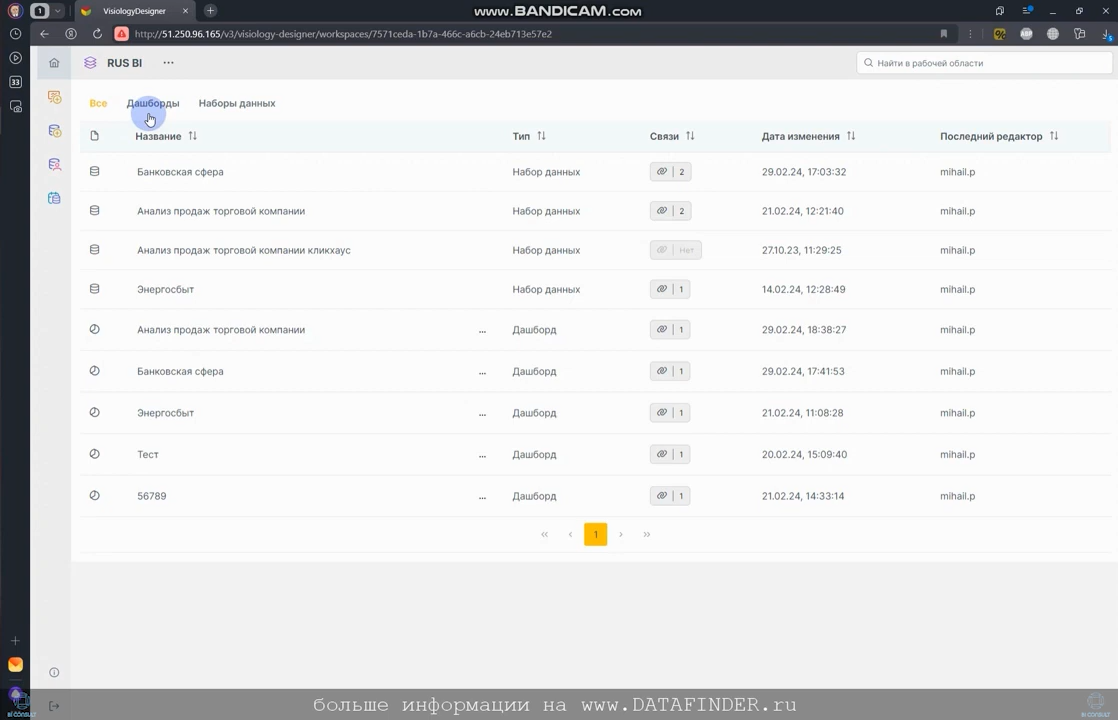 www.BANDICAM.com
1
VisiologyDesigner
http://51.250.96.165/v3/visiology-designer/workspaces/7571ceda-1b7a-466c-a6cb-24eb713e57e2
ABP
5
33
RUS BI
...
Найти в рабочей области
Все Дашборды Наборы данных
Название Тип Связи Дата изменения Последний редактор
Банковская сфера Набор данных 2 29.02.24, 17:03:32 mihail.p
Анализ продаж торговой компании Набор данных 2 21.02.24, 12:21:40 mihail.p
Анализ продаж торговой компании кликхаус Набор данных Нет 27.10.23, 11:29:25 mihail.p
Энергосбыт Набор данных 1 14.02.24, 12:28:49 mihail.p
Анализ продаж торговой компании ... Дашборд 1 29.02.24, 18:38:27 mihail.p
Банковская сфера ... Дашборд 1 29.02.24, 17:41:53 mihail.p
Энергосбыт ... Дашборд 1 21.02.24, 11:08:28 mihail.p
Тест ... Дашборд 1 20.02.24, 15:09:40 mihail.p
56789 ... Дашборд 1 21.02.24, 14:33:14 mihail.p
« ‹ 1 › »
больше информации на www.DATAFINDER.ru
BI CONSULT BI CONSULT